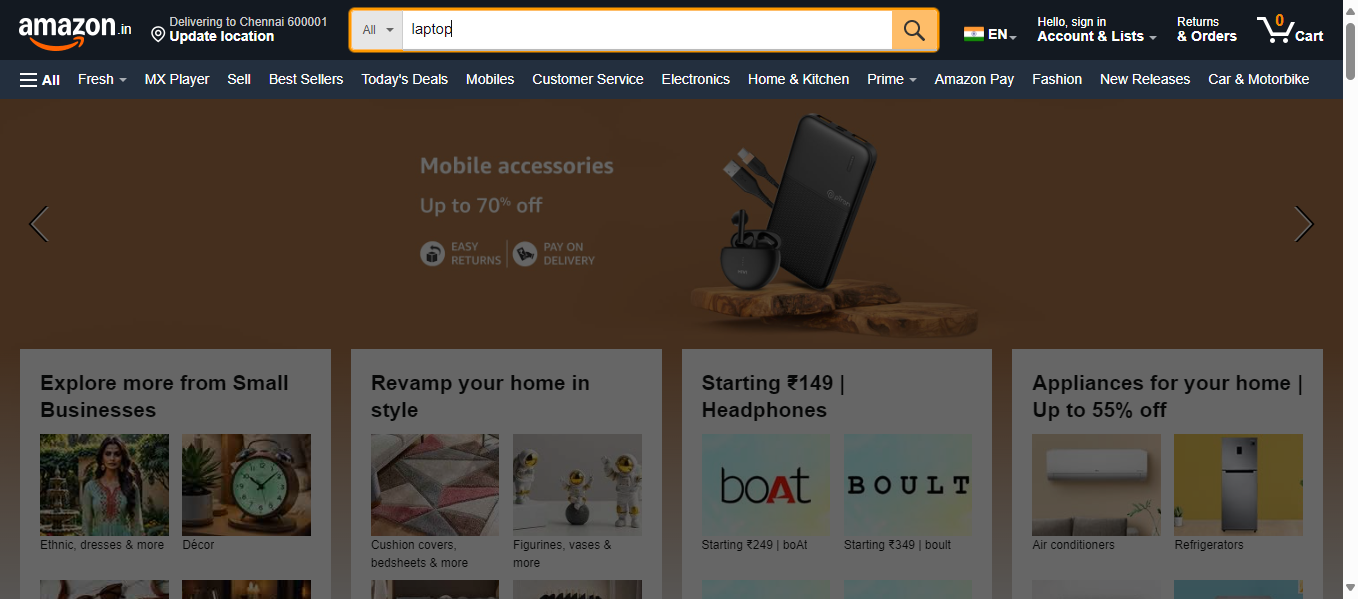 amazon.in
Delivering to Chennai 600001
Update location
All
laptop
EN
Hello, sign in
Account & Lists
Returns
& Orders
0
Cart
All
Fresh
MX Player
Sell
Best Sellers
Today's Deals
Mobiles
Customer Service
Electronics
Home & Kitchen
Prime
Amazon Pay
Fashion
New Releases
Car & Motorbike
Mobile accessories
Up to 70% off
EASY
RETURNS
PAY ON
DELIVERY
Explore more from Small
Businesses
Ethnic, dresses & more
Décor
Revamp your home in
style
Cushion covers,
bedsheets & more
Figurines, vases &
more
Starting ₹149 |
Headphones
boAt
BOULT
Starting ₹249 | boAt
Starting ₹349 | boult
Appliances for your home |
Up to 55% off
Air conditioners
Refrigerators